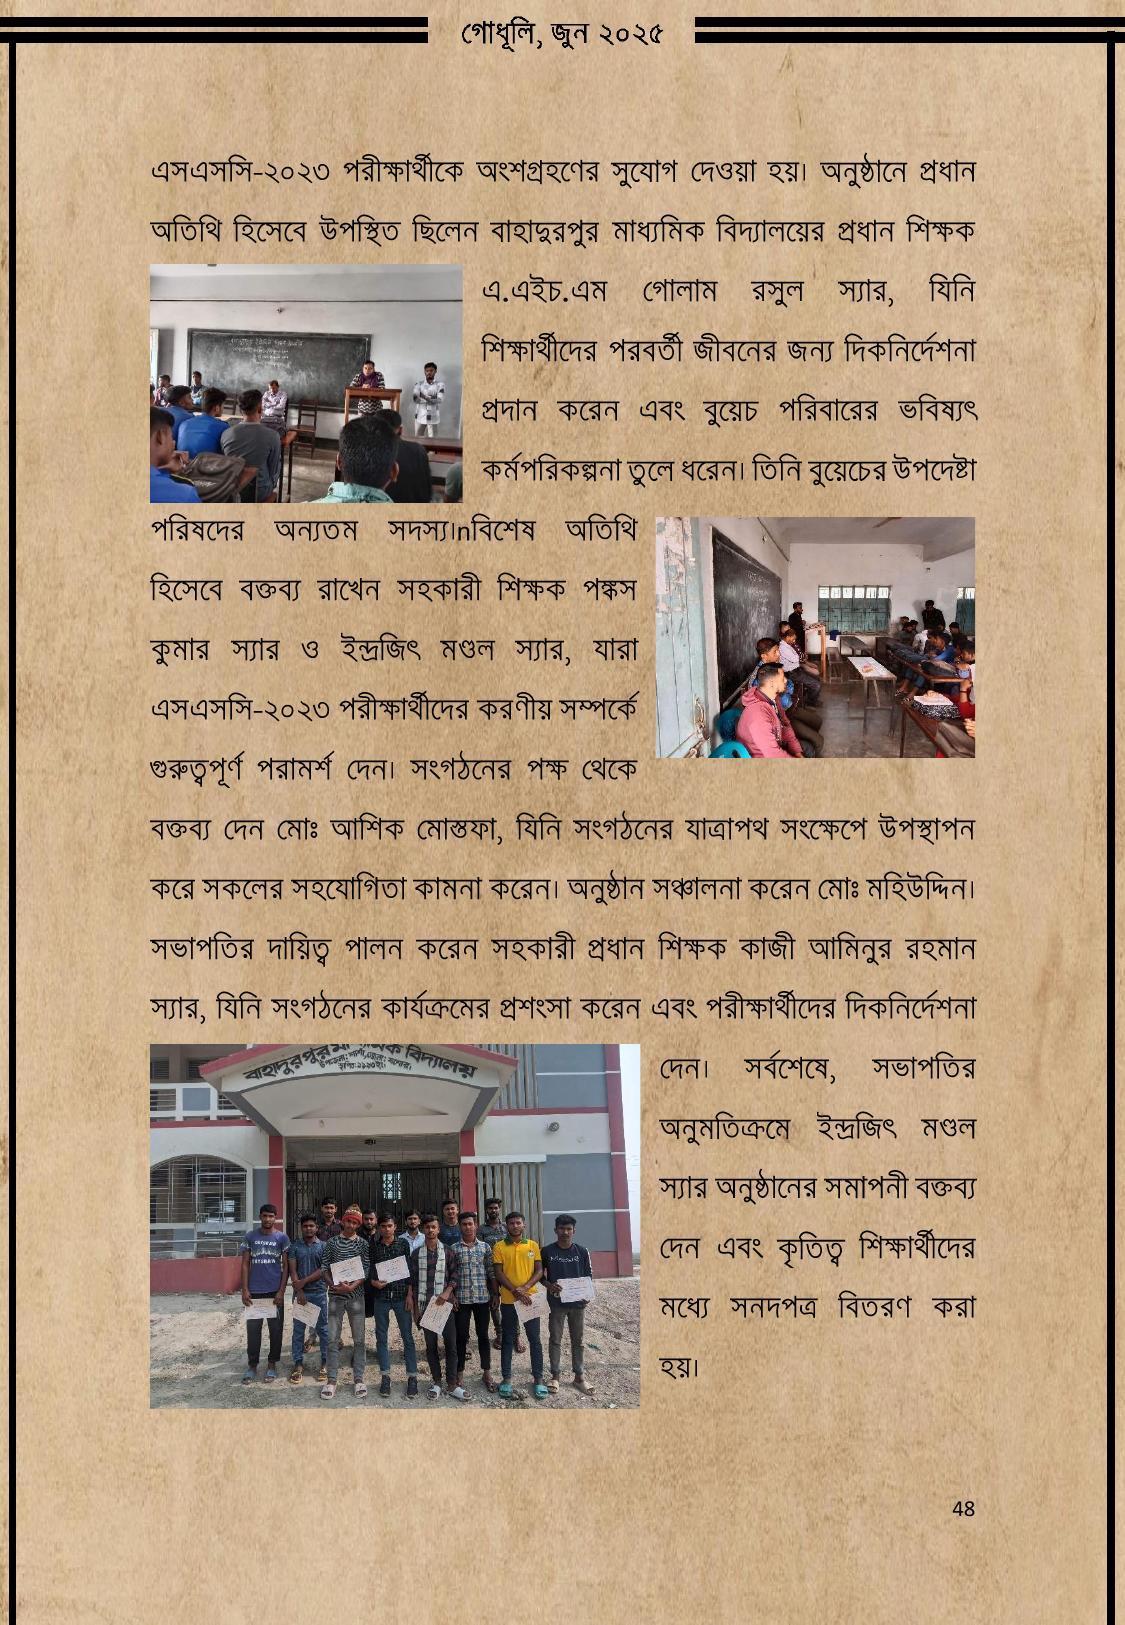 গোধূলি, জুন ২০২৫
এসএসসি-২০২৩ পরীক্ষার্থীকে অংশগ্রহণের সুযোগ দেওয়া হয়। অনুষ্ঠানে প্রধান
অতিথি হিসেবে উপস্থিত ছিলেন বাহাদুরপুর মাধ্যমিক বিদ্যালয়ের প্রধান শিক্ষক
এ.এইচ.এম গোলাম রসুল স্যার, যিনি
শিক্ষার্থীদের পরবর্তী জীবনের জন্য দিকনির্দেশনা
প্রদান করেন এবং বুয়েচ পরিবারের ভবিষ্যৎ
কর্মপরিকল্পনা তুলে ধরেন। তিনি বুয়েচের উপদেষ্টা
পরিষদের অন্যতম সদস্য।nবিশেষ অতিথি
হিসেবে বক্তব্য রাখেন সহকারী শিক্ষক পঙ্কস
কুমার স্যার ও ইন্দ্রজিৎ মণ্ডল স্যার, যারা
এসএসসি-২০২৩ পরীক্ষার্থীদের করণীয় সম্পর্কে
গুরুত্বপূর্ণ পরামর্শ দেন। সংগঠনের পক্ষ থেকে
বক্তব্য দেন মোঃ আশিক মোস্তফা, যিনি সংগঠনের যাত্রাপথ সংক্ষেপে উপস্থাপন
করে সকলের সহযোগিতা কামনা করেন। অনুষ্ঠান সঞ্চালনা করেন মোঃ মহিউদ্দিন।
সভাপতির দায়িত্ব পালন করেন সহকারী প্রধান শিক্ষক কাজী আমিনুর রহমান
স্যার, যিনি সংগঠনের কার্যক্রমের প্রশংসা করেন এবং পরীক্ষার্থীদের দিকনির্দেশনা
বাহাদুরপুর মাধ্যমিক বিদ্যালয়
দেন। সর্বশেষে, সভাপতির
অনুমতিক্রমে ইন্দ্রজিৎ মণ্ডল
স্যার অনুষ্ঠানের সমাপনী বক্তব্য
দেন এবং কৃতিত্ব শিক্ষার্থীদের
মধ্যে সনদপত্র বিতরণ করা
হয়।
48